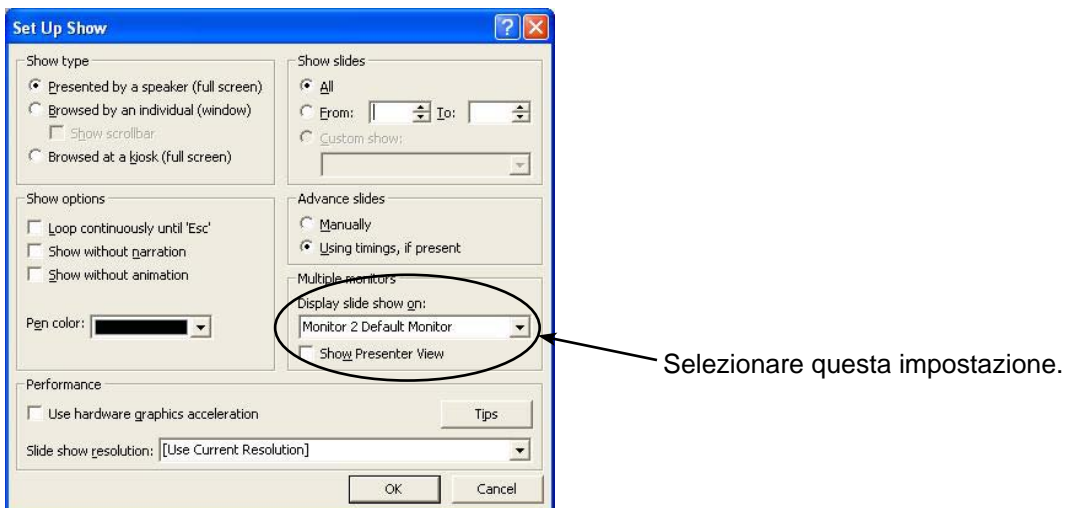 Set Up Show
Show type
Presented by a speaker (full screen)
Browsed by an individual (window)
Show scrollbar
Browsed at a kiosk (full screen)
Show slides
All
From: To:
Custom show:
Show options
Loop continuously until 'Esc'
Show without narration
Show without animation
Pen color:
Advance slides
Manually
Using timings, if present
Multiple monitors
Display slide show on:
Monitor 2 Default Monitor
Show Presenter View
Selezionare questa impostazione.
Performance
Use hardware graphics acceleration
Tips
Slide show resolution: [Use Current Resolution]
OK Cancel